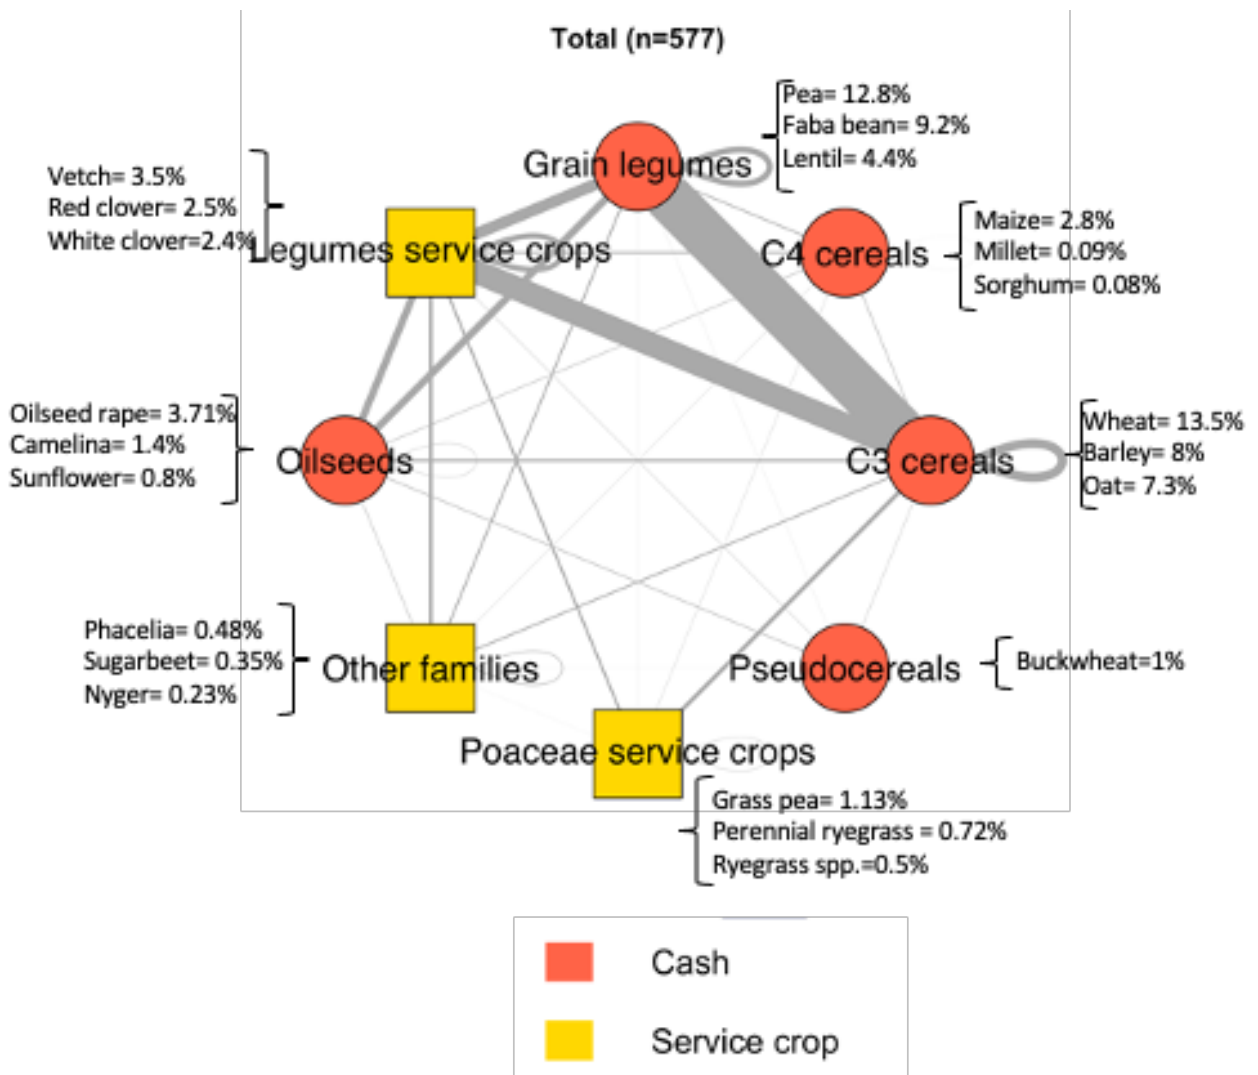 Total (n=577)
Pea= 12.8%
Faba bean= 9.2%
Lentil= 4.4%
Grain legumes
Vetch= 3.5%
Red clover= 2.5%
White clover=2.4%
Legumes service crops
C4 cereals
Maize= 2.8%
Millet= 0.09%
Sorghum= 0.08%
Oilseed rape= 3.71%
Camelina= 1.4%
Sunflower= 0.8%
Oilseeds
C3 cereals
Wheat= 13.5%
Barley= 8%
Oat= 7.3%
Phacelia= 0.48%
Sugarbeet= 0.35%
Nyger= 0.23%
Other families
Pseudocereals
Buckwheat=1%
Poaceae service crops
Grass pea= 1.13%
Perennial ryegrass = 0.72%
Ryegrass spp.=0.5%
Cash
Service crop